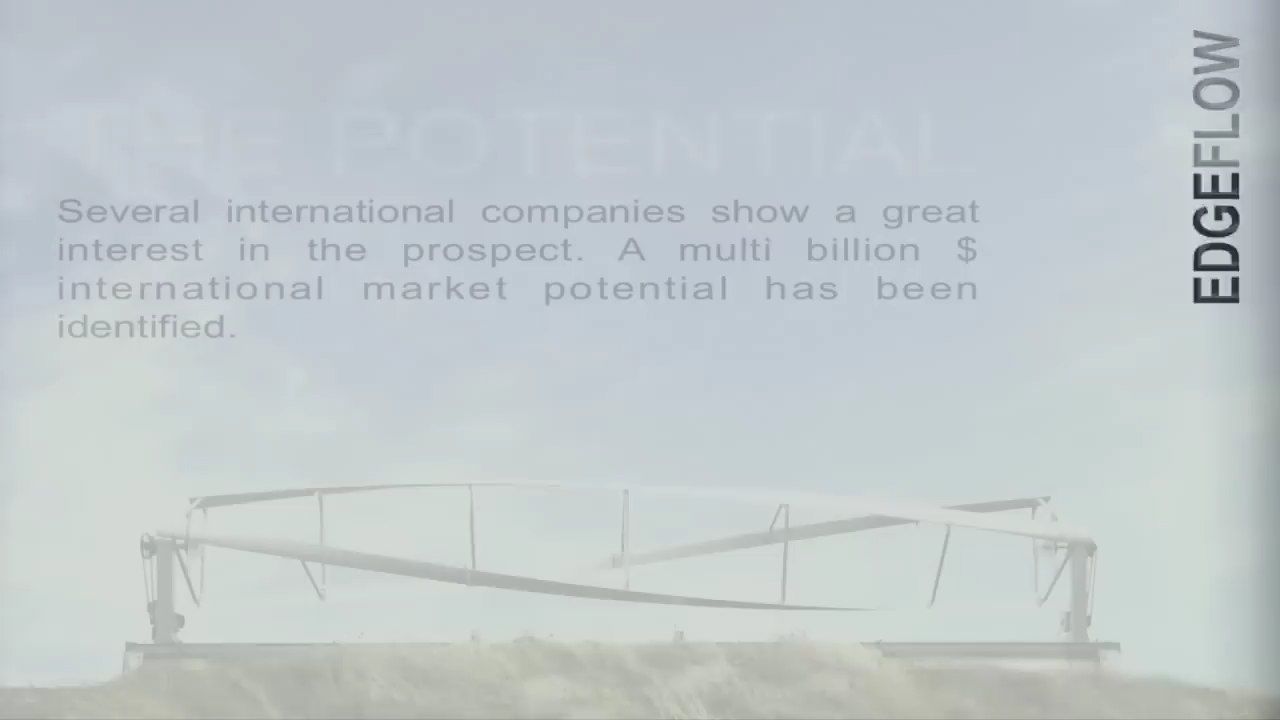 THE POTENTIAL
Several international companies show a great
interest in the prospect. A multi billion $
international market potential has been
identified.
EDGEFLOW